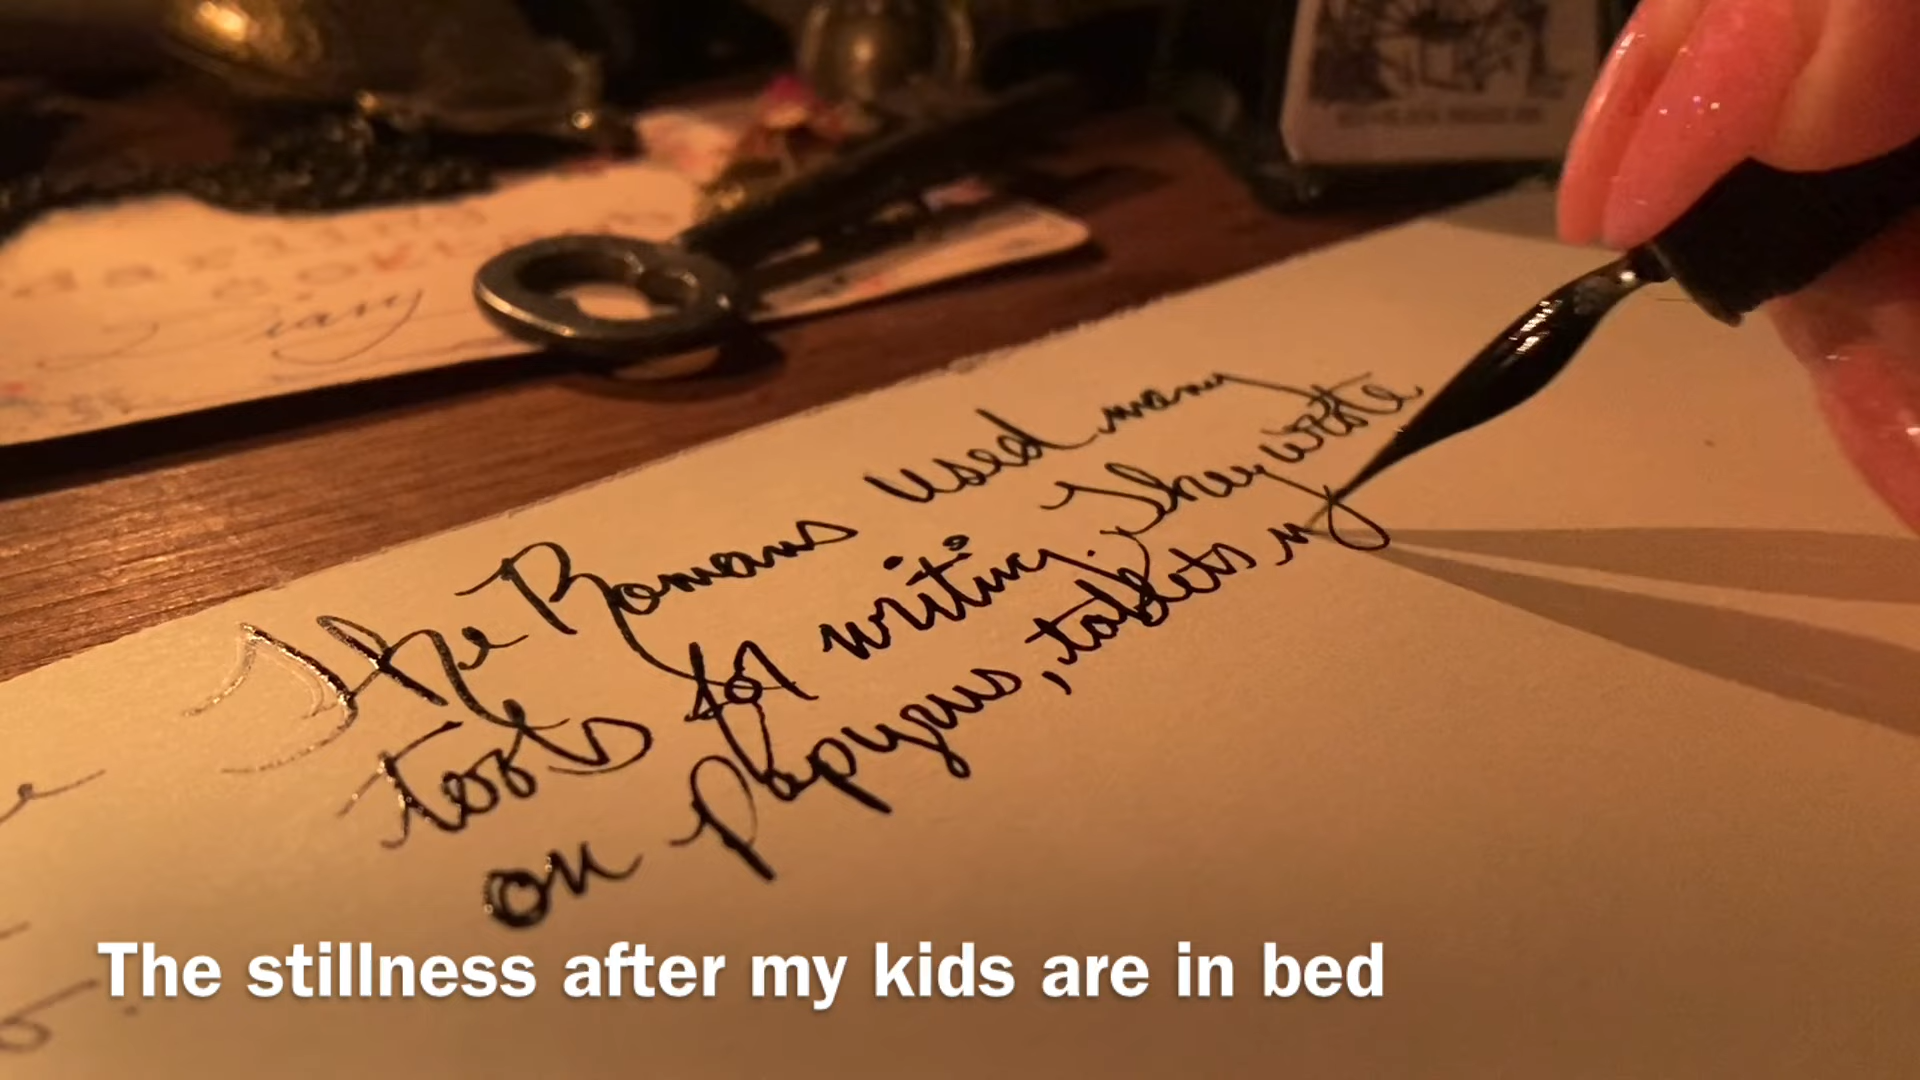 Easy
The Romans used many
tools for writing. They wrote
on Papyrus, tablets
The stillness after my kids are in bed